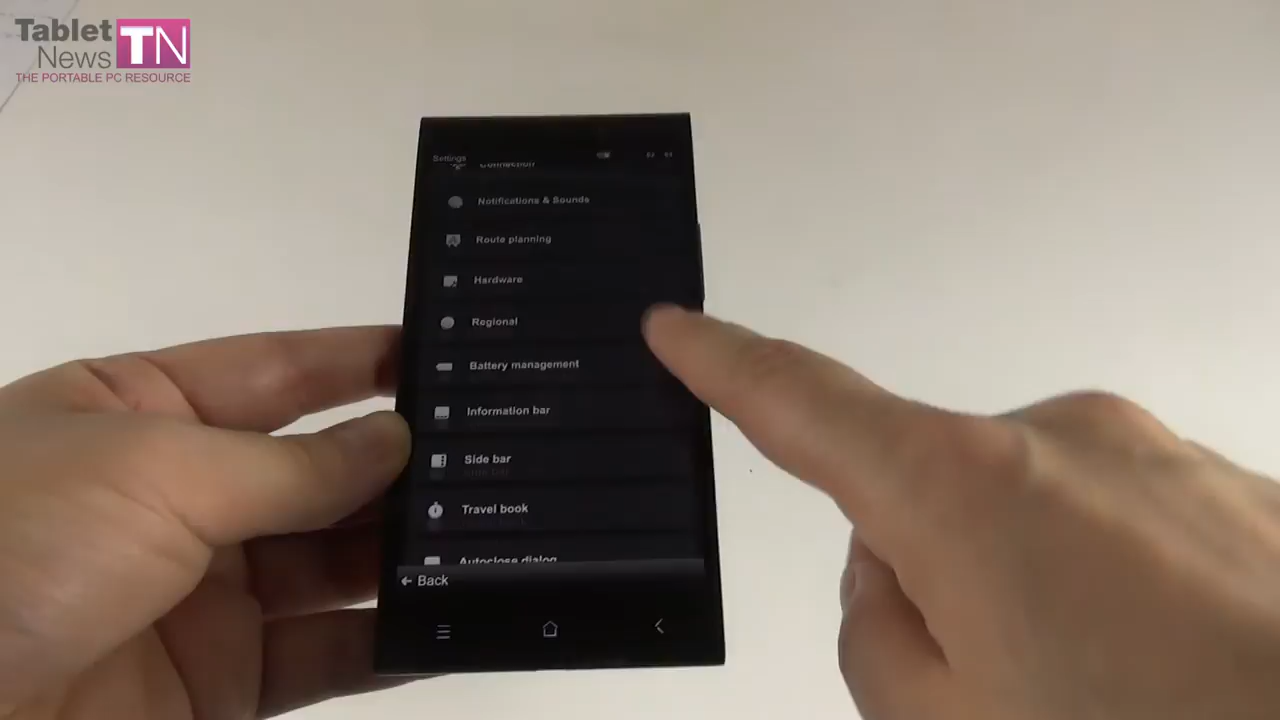 Tablet
News
TN
THE PORTABLE PC RESOURCE
Settings
Connection
Notifications & Sounds
Route planning
Hardware
Regional
Battery management
Information bar
Side bar
Travel book
Autoclose dialog
Back